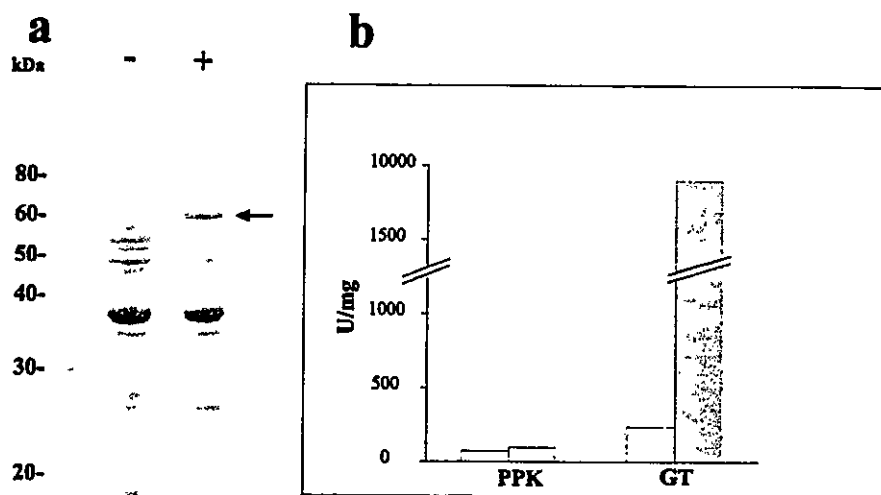 a
kDa - +
80-
60-
50-
40-
30-
20-
b
10000
1500
1000
500
0
U/mg
PPK GT